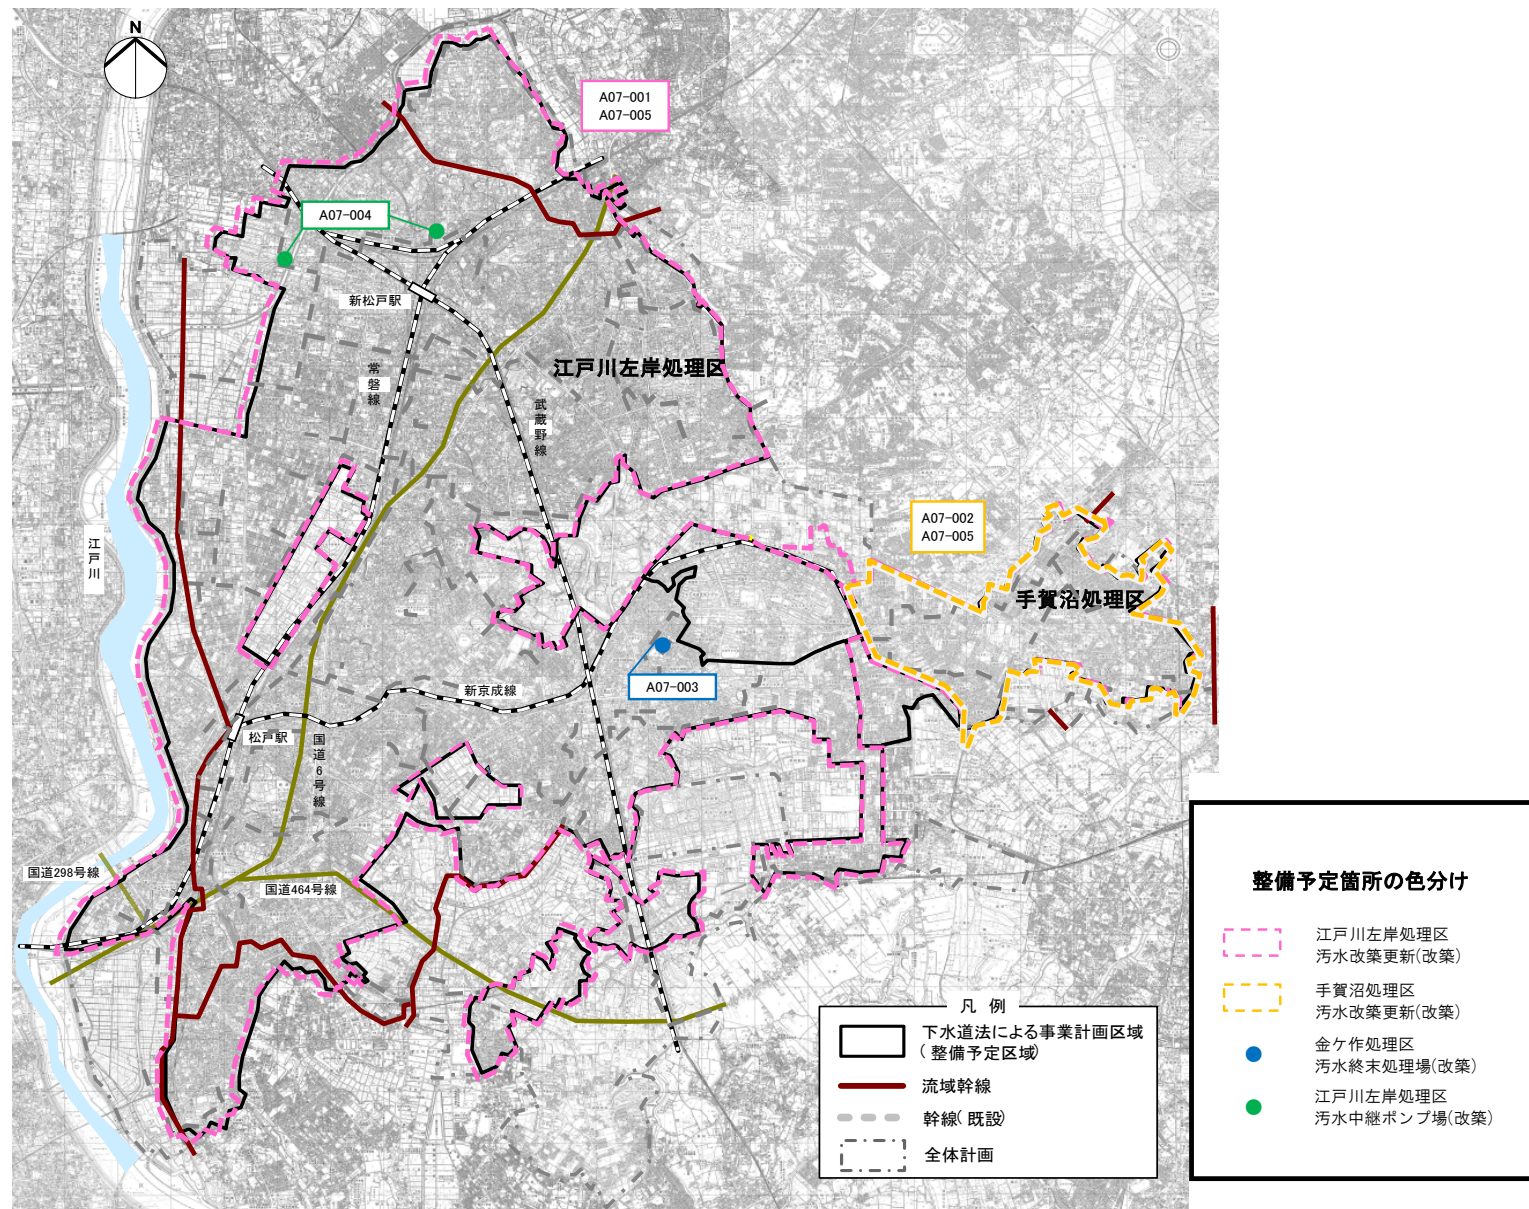 N
A07-001
A07-005
A07-004
新松戸駅
江戸川左岸処理区
常磐線
武蔵野線
A07-002
A07-005
江戸川
手賀沼処理区
A07-003
新京成線
松戸駅
国道6号線
国道298号線
国道464号線
凡 例
下水道法による事業計画区域
(整備予定区域)
流域幹線
幹線(既設)
全体計画
整備予定箇所の色分け
江戸川左岸処理区
汚水改築更新(改築)
手賀沼処理区
汚水改築更新(改築)
金ケ作処理区
汚水終末処理場(改築)
江戸川左岸処理区
汚水中継ポンプ場(改築)